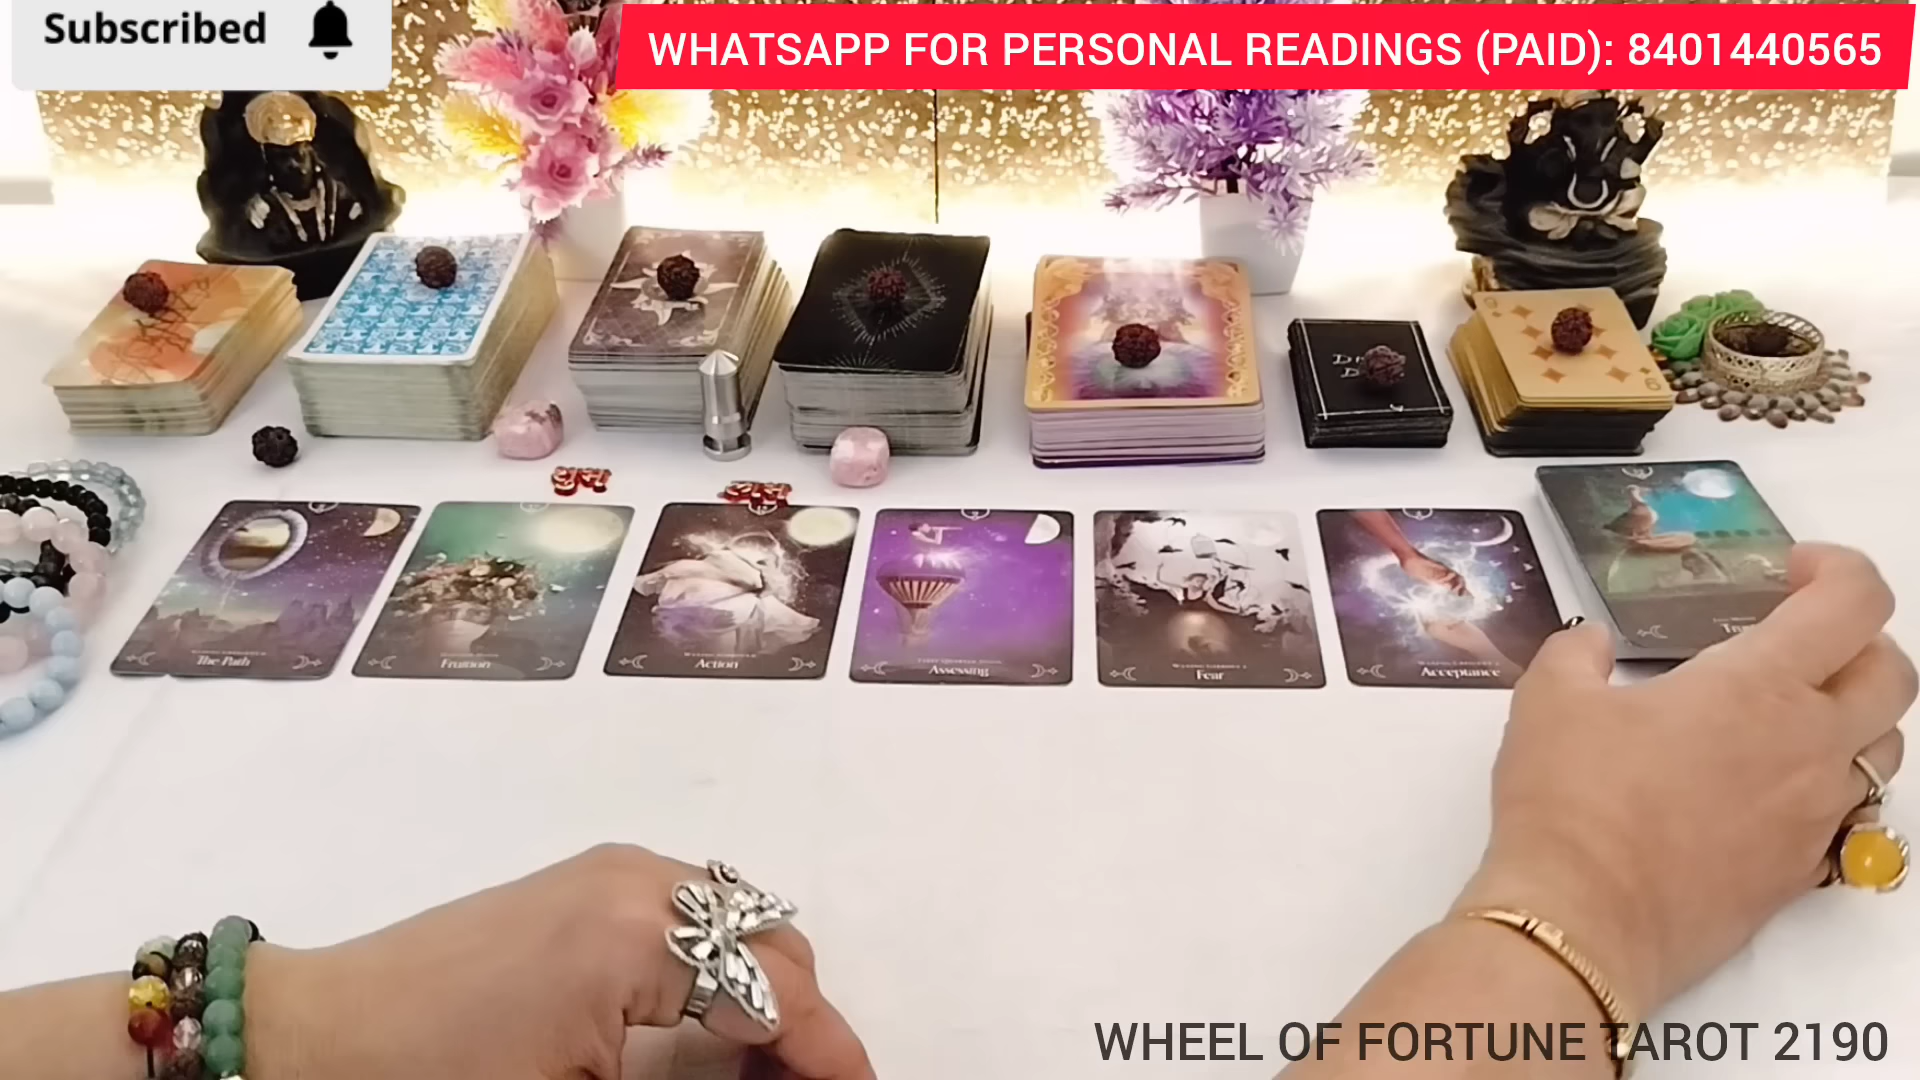 Subscribed
WHATSAPP FOR PERSONAL READINGS (PAID): 8401440565
शुभ
लाभ
The Path
Fruition
Action
Assessing
Fear
Acceptance
WHEEL OF FORTUNE TAROT 2190